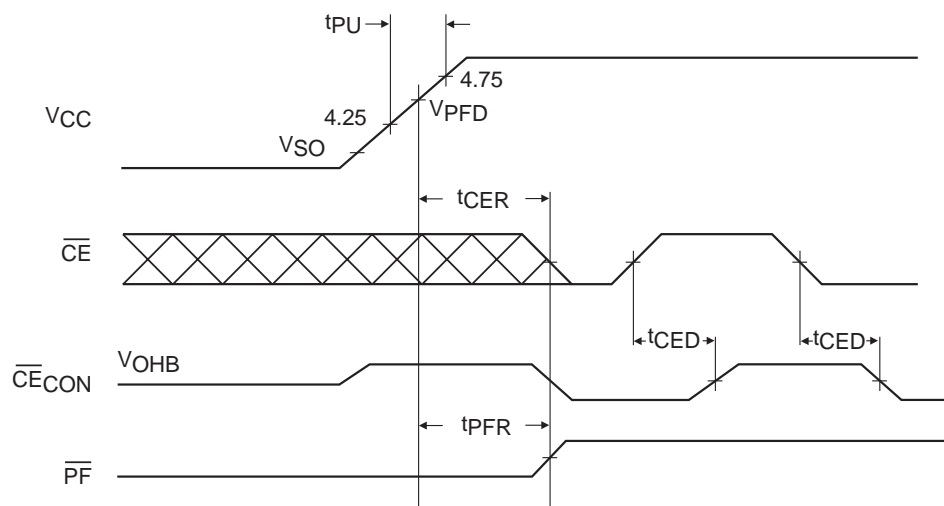 tPU
4.75
VPFD
4.25
VSO
VCC
tCER
CE
tCED
tCED
VOHB
CECON
tPFR
PF